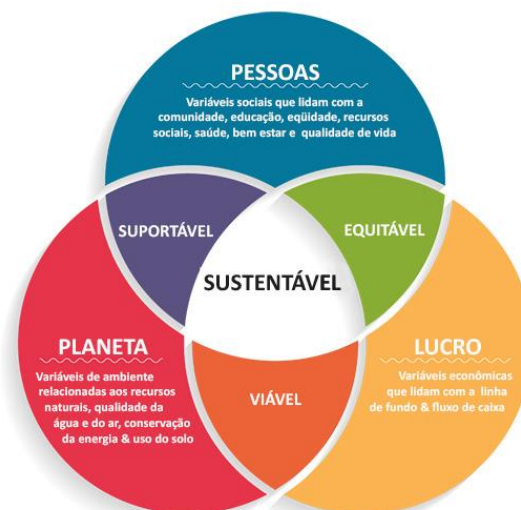 PESSOAS
Variáveis sociais que lidam com a
comunidade, educação, eqüidade, recursos
sociais, saúde, bem estar e qualidade de vida
SUPORTÁVEL
EQUITÁVEL
SUSTENTÁVEL
PLANETA
Variáveis de ambiente
relacionadas aos recursos
naturais, qualidade da
água e do ar, conservação
da energia & uso do solo
LUCRO
Variáveis econômicas
que lidam com a linha
de fundo & fluxo de caixa
VIÁVEL